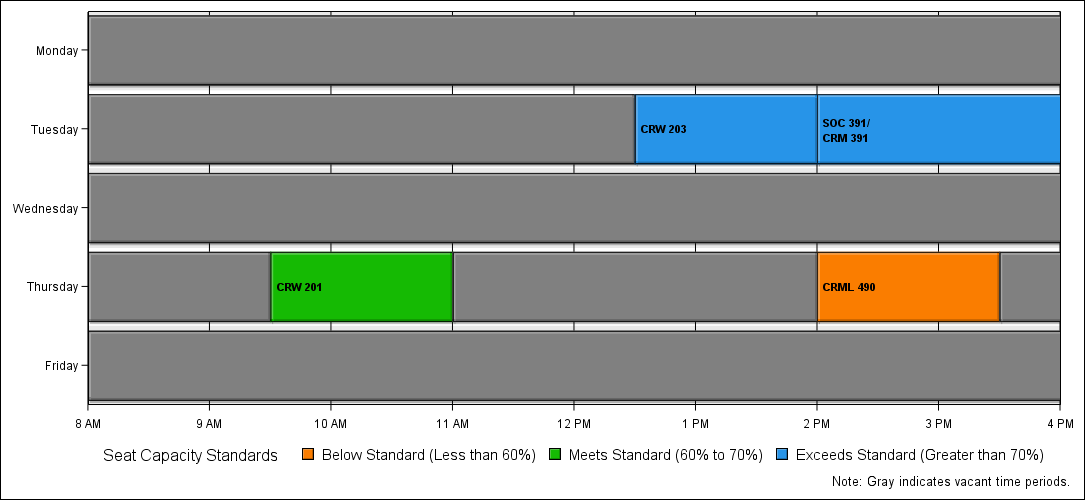 Monday
Tuesday
CRW 203
SOC 391/
CRM 391
Wednesday
Thursday
CRW 201
CRML 490
Friday
8 AM 9 AM 10 AM 11 AM 12 PM 1 PM 2 PM 3 PM 4 PM
Seat Capacity Standards Below Standard (Less than 60%) Meets Standard (60% to 70%) Exceeds Standard (Greater than 70%)
Note: Gray indicates vacant time periods.